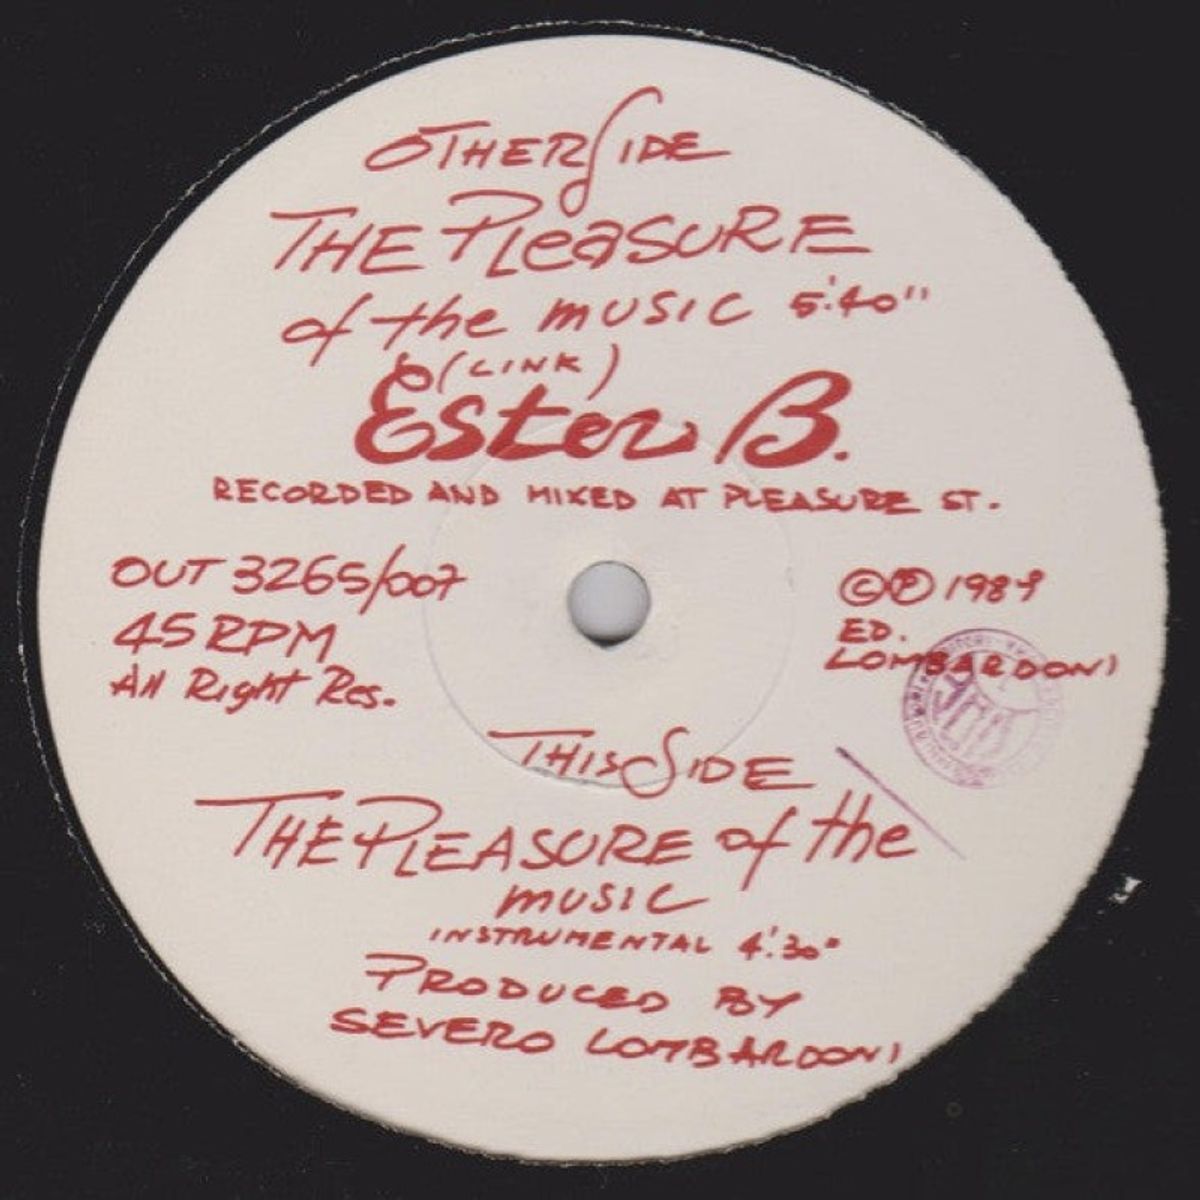 OTHER SIDE
THE PLeaSURE
of the music 5'.40"
(LINK)
Ester B.
RECORDED AND MIXED AT PLEASURE ST.
OUT 3265/007
45 RPM
All Right Res.
© ℗ 1989
ED.
LOMBARDONI
THIS SIDE
THE PLEASURE of the
music
INSTRUMENTAL 4'.30"
PRODUCED BY
SEVERO LOMBARDONI